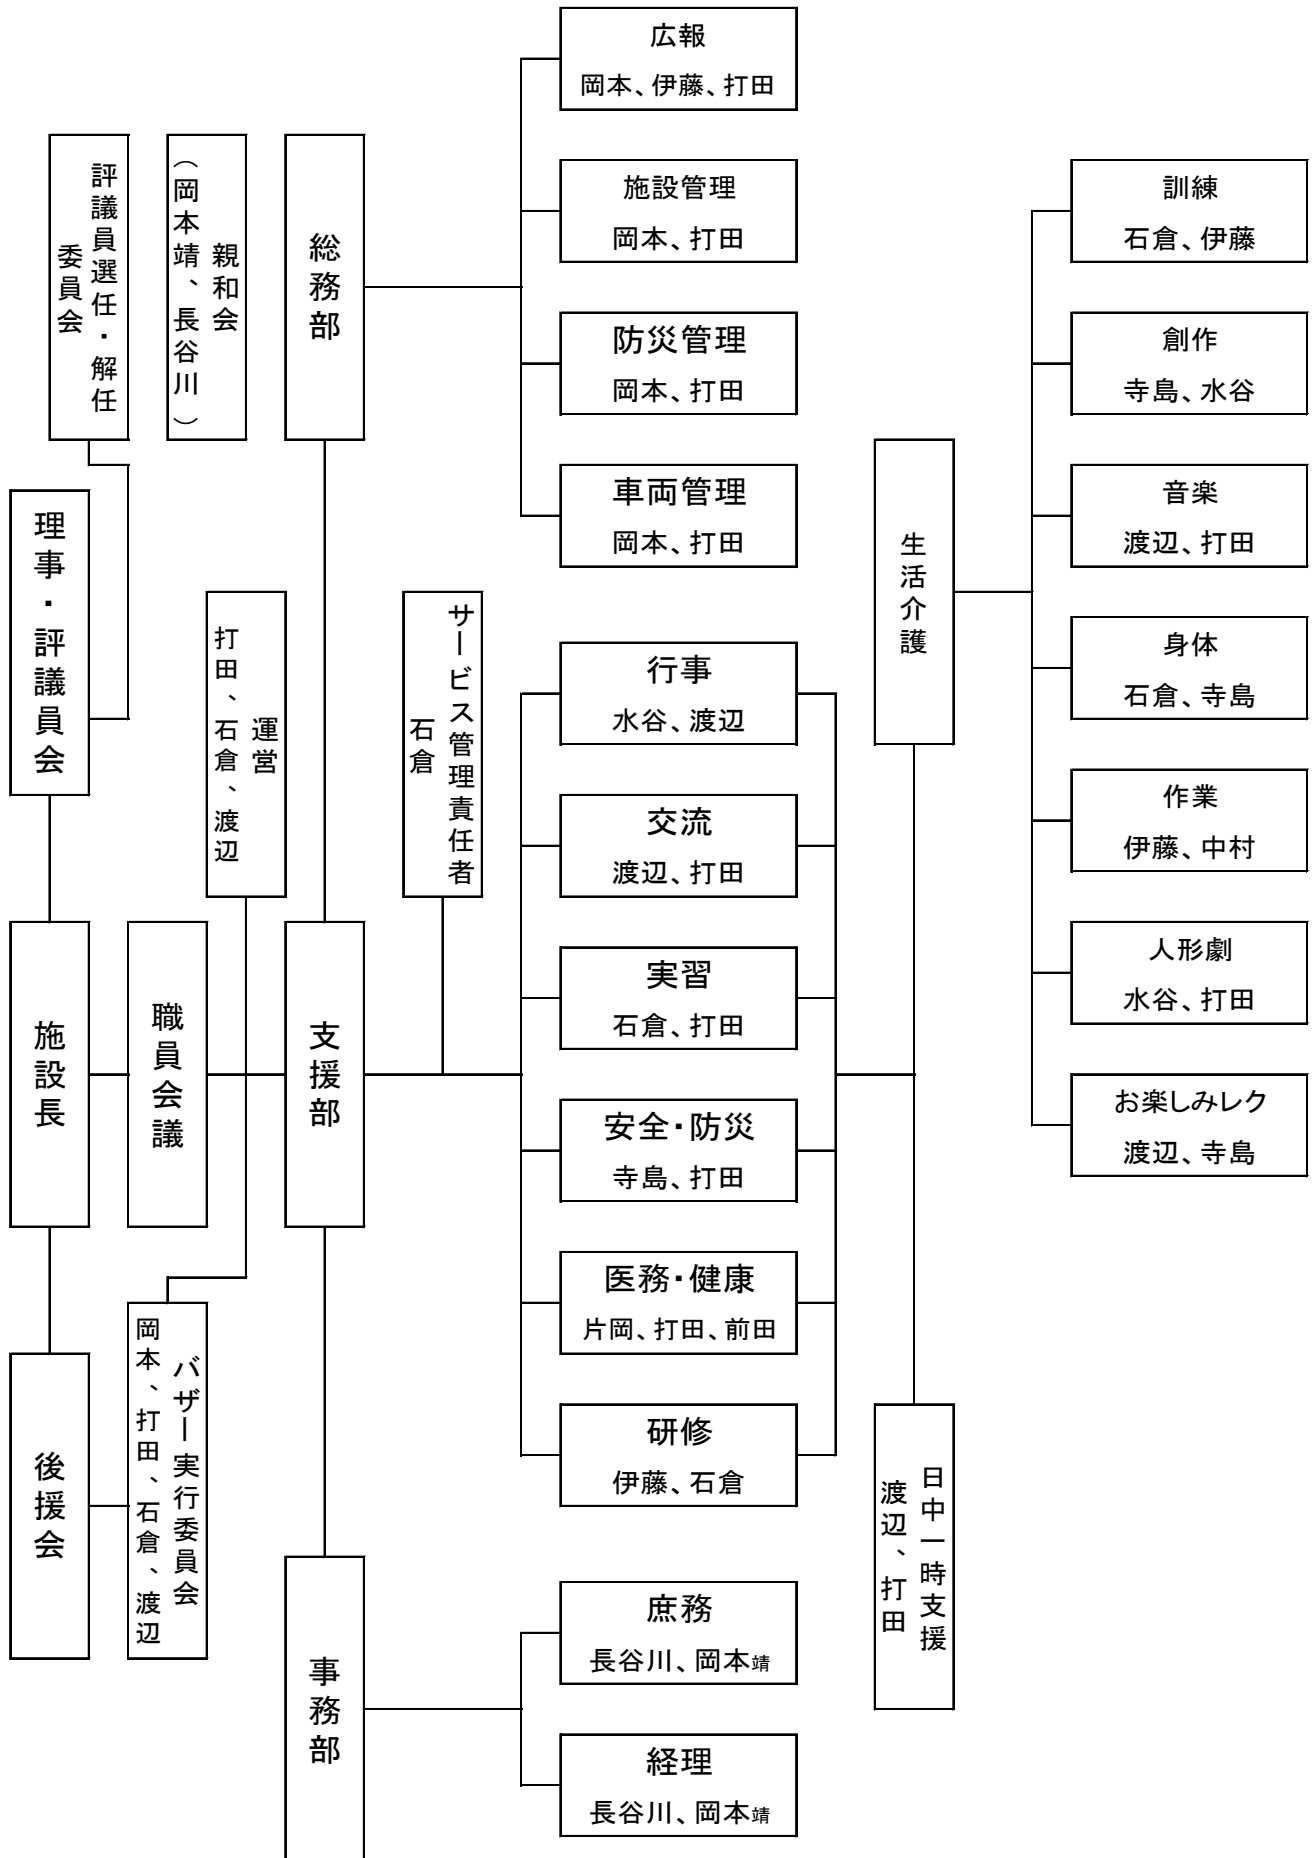 広報
岡本、伊藤、打田
施設管理
岡本、打田
防災管理
岡本、打田
車両管理
岡本、打田
評議員選任・解任
委員会
親和会
（岡本靖、長谷川）
総務部
理事・評議員会
運営
打田、石倉、渡辺
サービス管理責任者
石倉
行事
水谷、渡辺
交流
渡辺、打田
実習
石倉、打田
安全・防災
寺島、打田
医務・健康
片岡、打田、前田
研修
伊藤、石倉
施設長
職員会議
支援部
後援会
バザー実行委員会
岡本、打田、石倉、渡辺
事務部
庶務
長谷川、岡本靖
経理
長谷川、岡本靖
生活介護
日中一時支援
渡辺、打田
訓練
石倉、伊藤
創作
寺島、水谷
音楽
渡辺、打田
身体
石倉、寺島
作業
伊藤、中村
人形劇
水谷、打田
お楽しみレク
渡辺、寺島